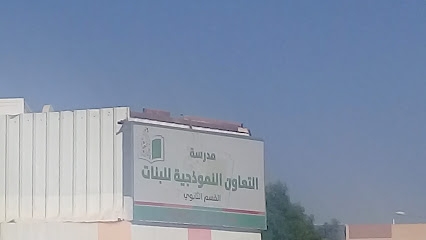 مدرسة
التعاون النموذجية للبنات
القسم الثانوي